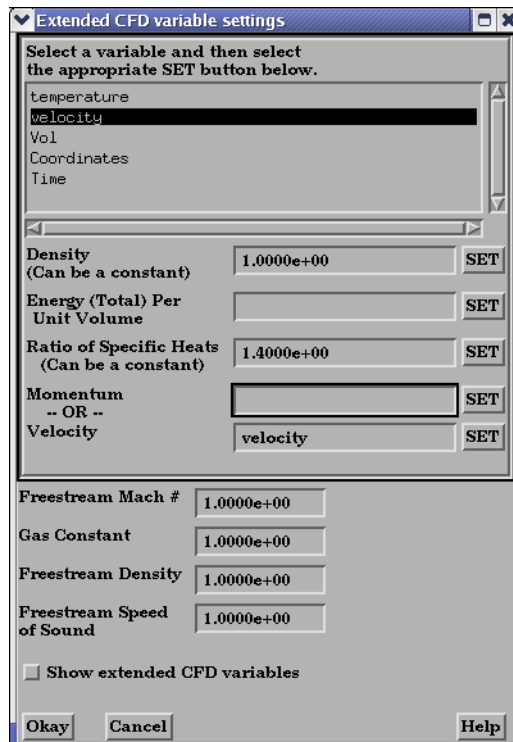 Extended CFD variable settings
Select a variable and then select
the appropriate SET button below.
temperature
velocity
Vol
Coordinates
Time
Density
(Can be a constant)
1.0000e+00
SET
Energy (Total) Per
Unit Volume
SET
Ratio of Specific Heats
(Can be a constant)
1.4000e+00
SET
Momentum
-- OR --
SET
Velocity
velocity
SET
Freestream Mach #
1.0000e+00
Gas Constant
1.0000e+00
Freestream Density
1.0000e+00
Freestream Speed
of Sound
1.0000e+00
Show extended CFD variables
Okay
Cancel
Help